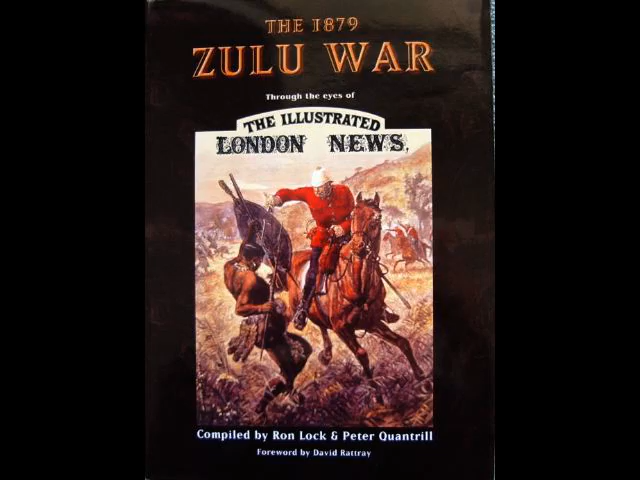 THE 1879
ZULU WAR
Through the eyes of
THE ILLUSTRATED
LONDON NEWS,
Compiled by Ron Lock & Peter Quantrill
Foreword by David Rattray